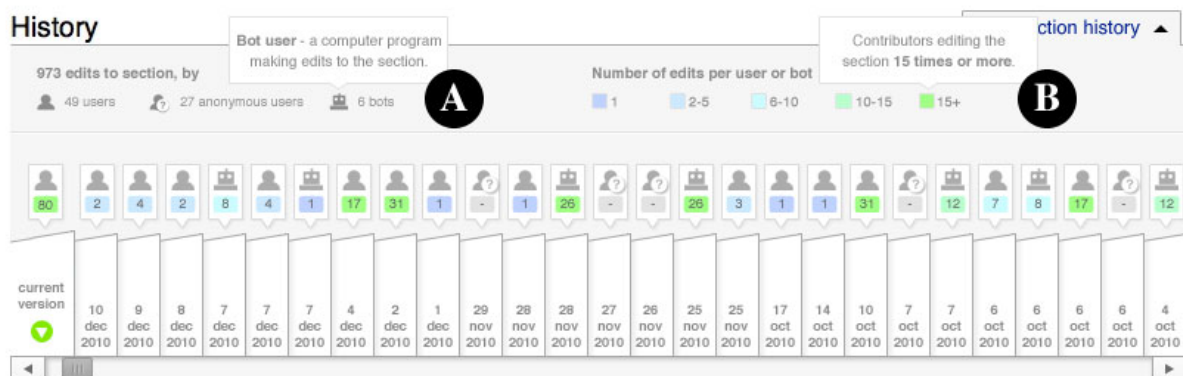 History
ction history
Bot user - a computer program
making edits to the section.
Contributors editing the
section 15 times or more.
973 edits to section, by
Number of edits per user or bot
49 users 27 anonymous users 6 bots
1 2-5 6-10 10-15 15+
A
B
80 2 4 2 8 4 1 17 31 1 - 1 26 - - 26 3 1 1 31 - 12 7 8 17 - 12
current
version
10 dec 2010
9 dec 2010
8 dec 2010
7 dec 2010
7 dec 2010
7 dec 2010
4 dec 2010
2 dec 2010
1 dec 2010
29 nov 2010
28 nov 2010
28 nov 2010
27 nov 2010
26 nov 2010
25 nov 2010
25 nov 2010
17 oct 2010
14 oct 2010
10 oct 2010
7 oct 2010
7 oct 2010
6 oct 2010
6 oct 2010
6 oct 2010
6 oct 2010
4 oct 2010